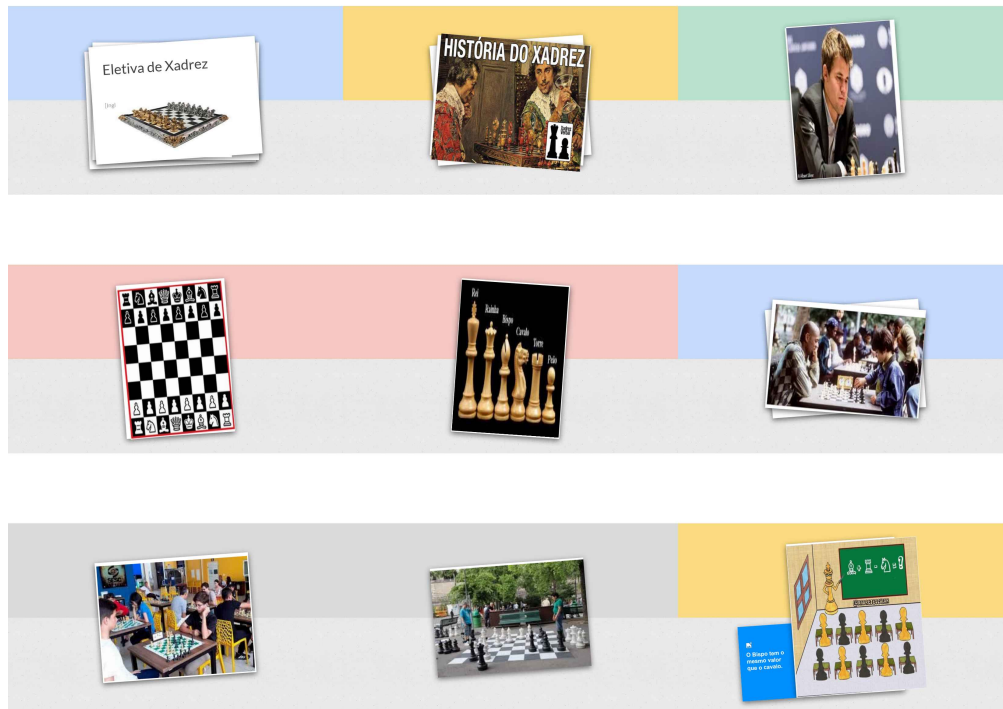 Eletiva de Xadrez
HISTÓRIA DO XADREZ
Rei
Rainha
Bispo
Cavalo
Torre
Peão
O Bispo tem o
mesmo valor
que o cavalo.